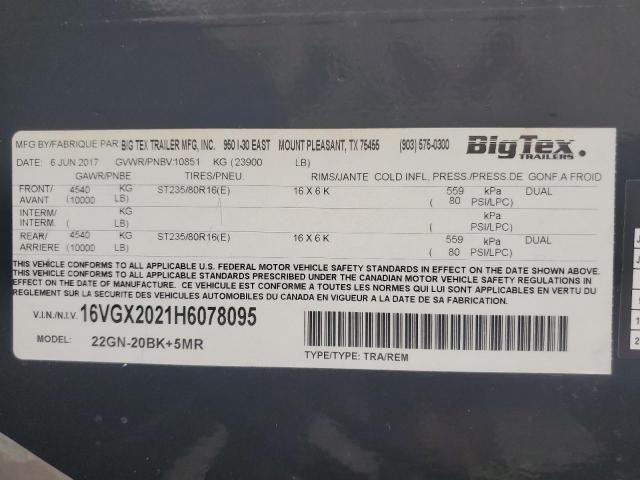 MFG BY/FABRIQUE PAR: BIG TEX TRAILER MFG, INC. 950 I-30 EAST MOUNT PLEASANT, TX 75455 (903) 575-0300 BigTex.
TRAILERS
DATE: 6 JUN 2017 GVWR/PNBV:10851 KG (23900 LB)
GAWR/PNBE TIRES/PNEU. RIMS/JANTE COLD INFL. PRESS./PRESS.DE GONF.A FROID
FRONT/ 4540 KG ST235/80R16(E) 16 X 6 K 559 kPa DUAL
AVANT (10000 LB) ( 80 PSI/LPC)
INTERM/ KG kPa
INTERM. ( LB) ( PSI/LPC)
REAR/ 4540 KG ST235/80R16(E) 16 X 6 K 559 kPa DUAL
ARRIERE (10000 LB) ( 80 PSI/LPC)
THIS VEHICLE CONFORMS TO ALL APPLICABLE U.S. FEDERAL MOTOR VEHICLE SAFETY STANDARDS IN EFFECT ON THE DATE OF MANUFACTURE SHOWN ABOVE.
THIS VEHICLE CONFORMS TO ALL APPLICABLE STANDARDS PRESCRIBED UNDER THE CANADIAN MOTOR VEHICLE SAFETY REGULATIONS
IN EFFECT ON THE DATE OF MANUFACTURE. CE VÉHICULE EST CONFORME A TOUTES LES NORMES QUI LUI SONT APPLICABLES EN VERTU DU RÉGLEMENT
SUR LA SECURITE DES VEHICULES AUTOMOBILES DU CANADA EN VIGUEUR A LA DATE DE SA FABRICATION.
V.I.N./N.I.V. 16VGX2021H6078095
MODEL: 22GN-20BK+5MR
TYPE/TYPE: TRA/REM